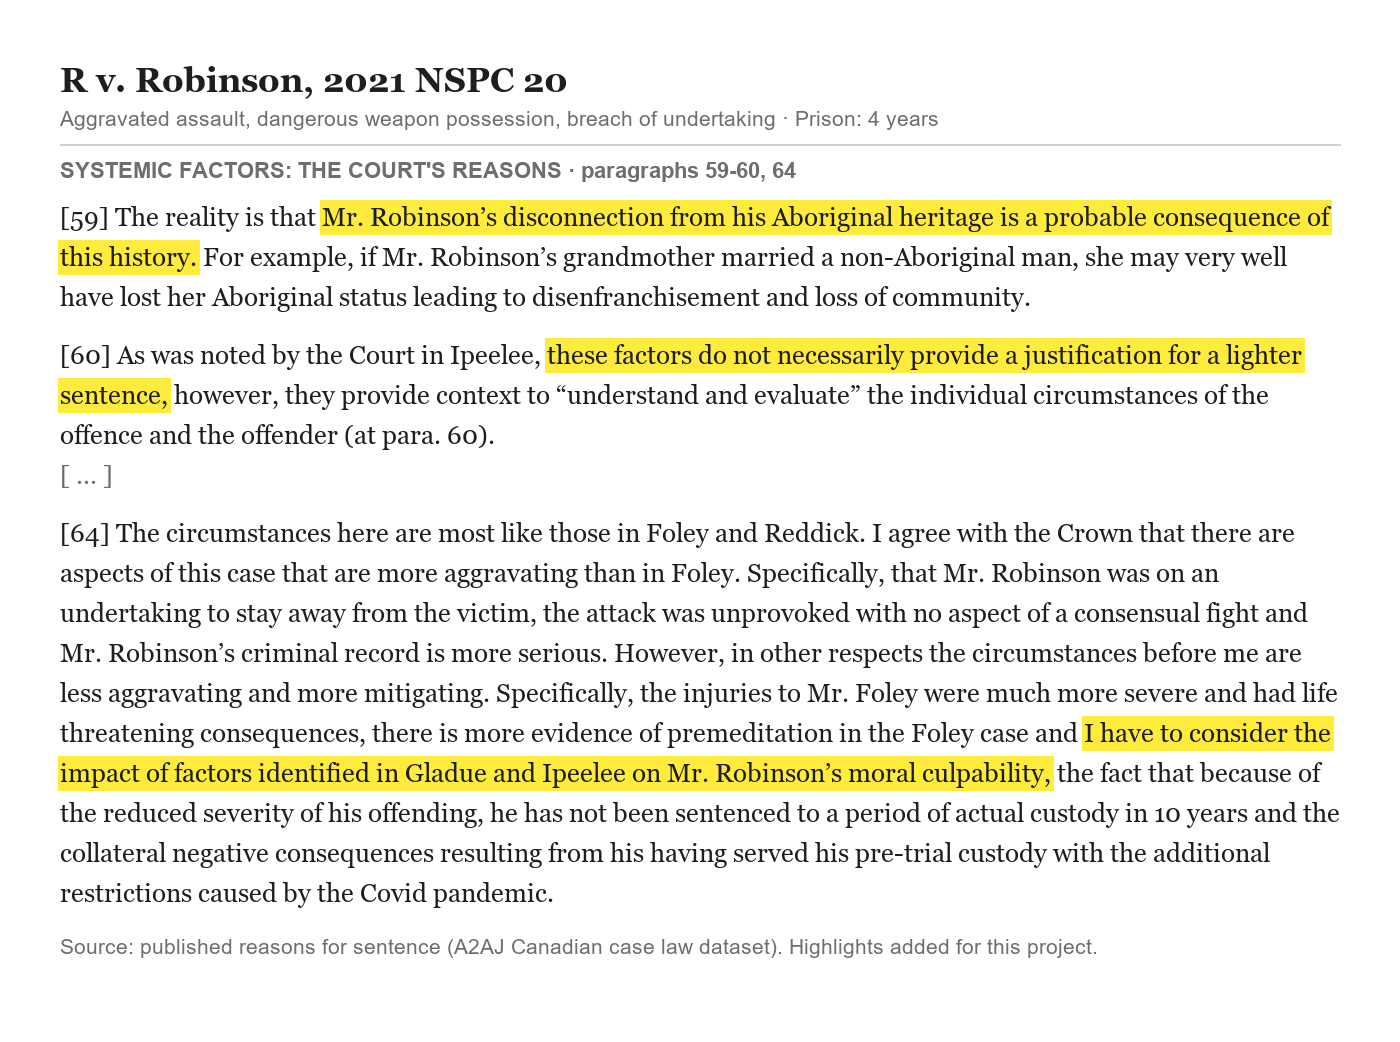 R v. Robinson, 2021 NSPC 20
Aggravated assault, dangerous weapon possession, breach of undertaking · Prison: 4 years
SYSTEMIC FACTORS: THE COURT'S REASONS · paragraphs 59-60, 64
[59] The reality is that Mr. Robinson’s disconnection from his Aboriginal heritage is a probable consequence of
this history. For example, if Mr. Robinson’s grandmother married a non-Aboriginal man, she may very well
have lost her Aboriginal status leading to disenfranchisement and loss of community.
[60] As was noted by the Court in Ipeelee, these factors do not necessarily provide a justification for a lighter
sentence, however, they provide context to “understand and evaluate” the individual circumstances of the
offence and the offender (at para. 60).
[ ... ]
[64] The circumstances here are most like those in Foley and Reddick. I agree with the Crown that there are
aspects of this case that are more aggravating than in Foley. Specifically, that Mr. Robinson was on an
undertaking to stay away from the victim, the attack was unprovoked with no aspect of a consensual fight and
Mr. Robinson’s criminal record is more serious. However, in other respects the circumstances before me are
less aggravating and more mitigating. Specifically, the injuries to Mr. Foley were much more severe and had life
threatening consequences, there is more evidence of premeditation in the Foley case and I have to consider the
impact of factors identified in Gladue and Ipeelee on Mr. Robinson’s moral culpability, the fact that because of
the reduced severity of his offending, he has not been sentenced to a period of actual custody in 10 years and the
collateral negative consequences resulting from his having served his pre-trial custody with the additional
restrictions caused by the Covid pandemic.
Source: published reasons for sentence (A2AJ Canadian case law dataset). Highlights added for this project.